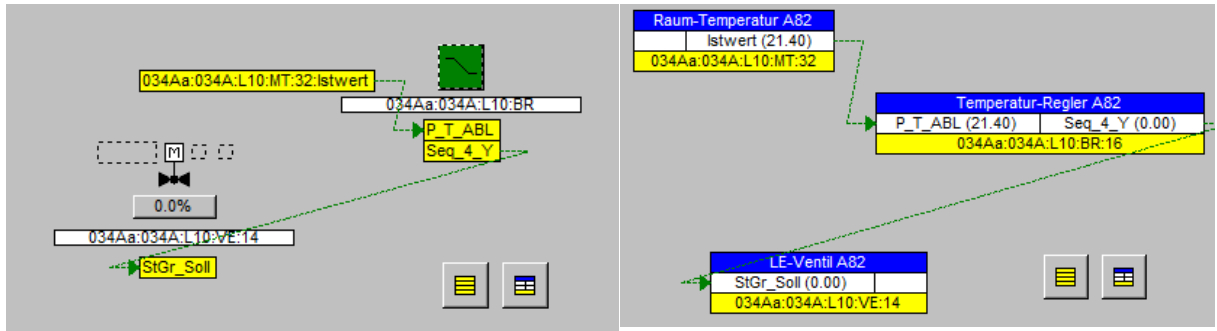 034Aa:034A:L10:MT:32:Istwert
034Aa:034A:L10:BR
P_T_ABL
Seq_4_Y
M
0.0%
034Aa:034A:L10:VE:14
StGr_Soll
Raum-Temperatur A82
Istwert (21.40)
034Aa:034A:L10:MT:32
Temperatur-Regler A82
P_T_ABL (21.40) Seq_4_Y (0.00)
034Aa:034A:L10:BR:16
LE-Ventil A82
StGr_Soll (0.00)
034Aa:034A:L10:VE:14